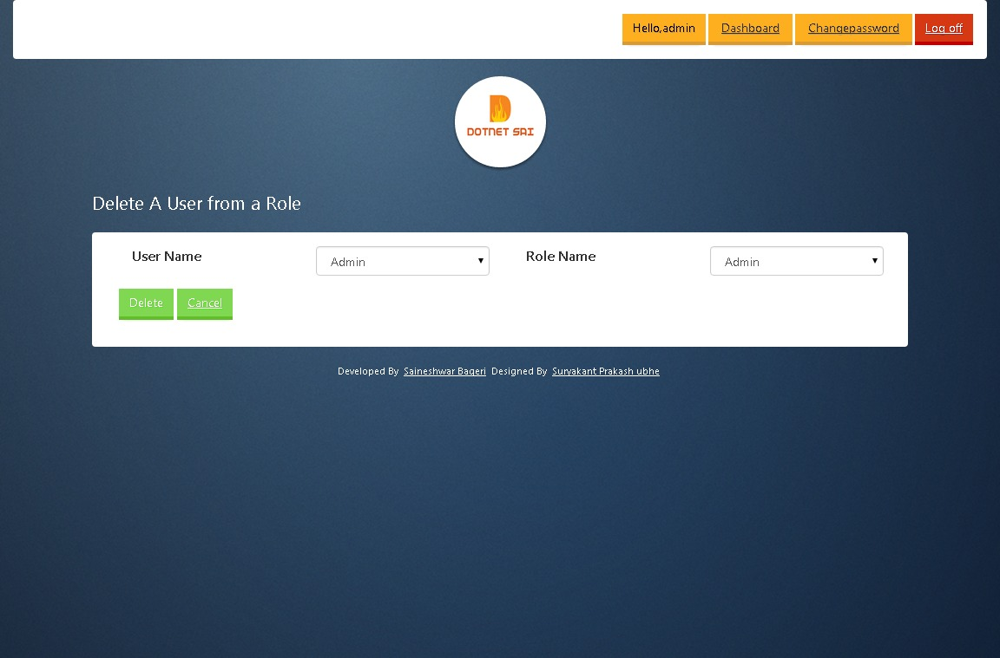 Hello,admin Dashboard Changepassword Log off
D
DOTNET SAI
Delete A User from a Role
User Name Admin Role Name Admin
Delete Cancel
Developed By Saineshwar Bageri Designed By Suryakant Prakash ubhe